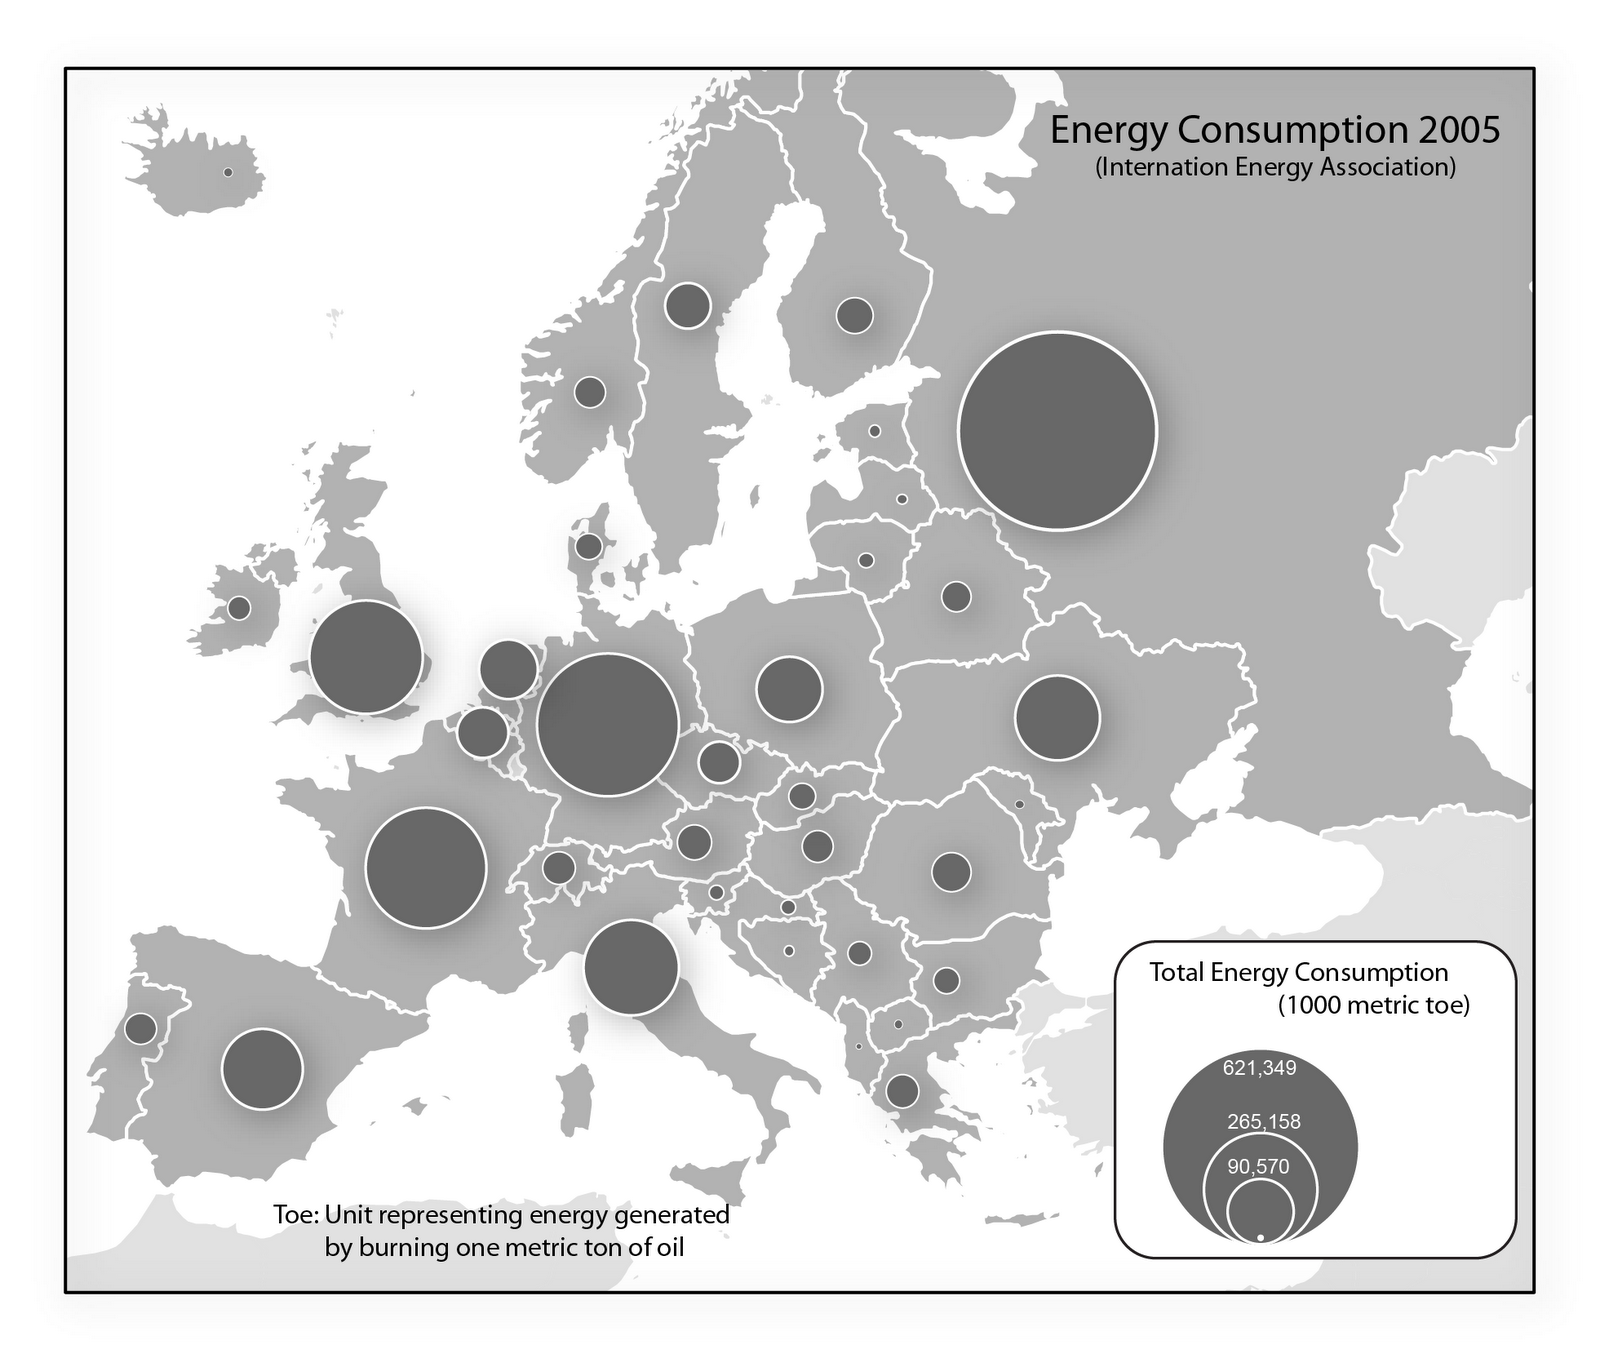 Energy Consumption 2005
(Internation Energy Association)
Total Energy Consumption
(1000 metric toe)
621,349
265,158
90,570
Toe: Unit representing energy generated
by burning one metric ton of oil